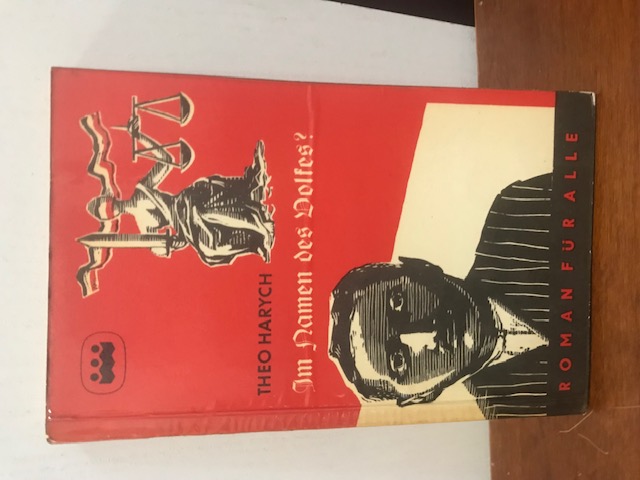 THEO HARYCH
Im Namen des Volkes?
ROMAN FÜR ALLE